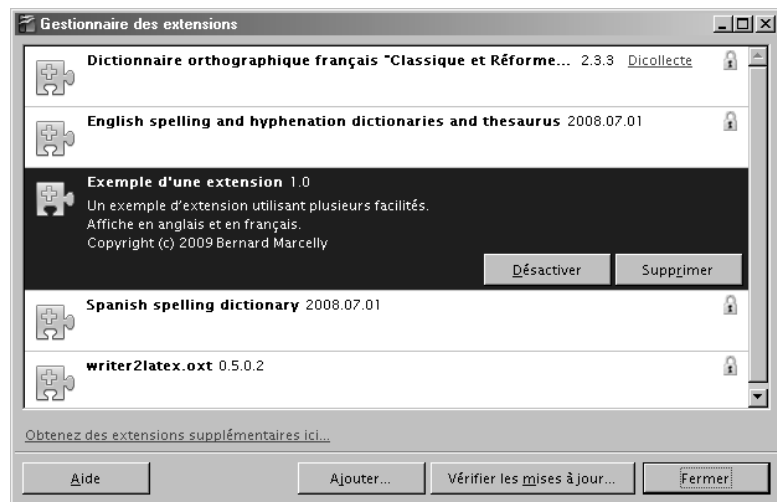 Gestionnaire des extensions
Dictionnaire orthographique français "Classique et Réforme... 2.3.3 Dicollecte
English spelling and hyphenation dictionaries and thesaurus 2008.07.01
Exemple d'une extension 1.0
Un exemple d'extension utilisant plusieurs facilités.
Affiche en anglais et en français.
Copyright (c) 2009 Bernard Marcelly
Désactiver Supprimer
Spanish spelling dictionary 2008.07.01
writer2latex.oxt 0.5.0.2
Obtenez des extensions supplémentaires ici...
Aide Ajouter... Vérifier les mises à jour... Fermer